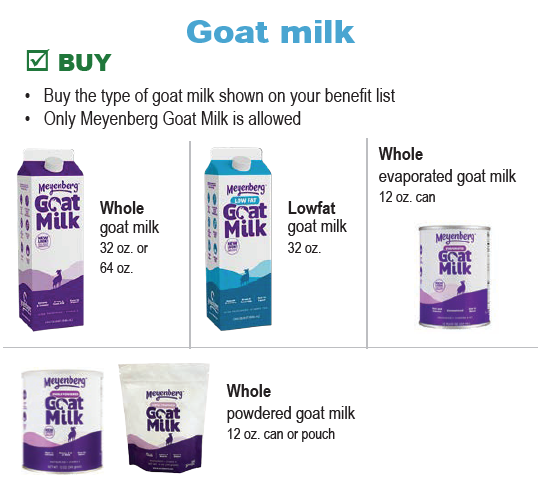 Goat milk
BUY
• Buy the type of goat milk shown on your benefit list
• Only Meyenberg Goat Milk is allowed
Meyenberg
Goat
Milk
Whole
goat milk
32 oz. or
64 oz.
Meyenberg
LOW FAT
Goat
Milk
Lowfat
goat milk
32 oz.
Whole
evaporated goat milk
12 oz. can
Meyenberg
Goat
Milk
Meyenberg
Goat
Milk
Meyenberg
Goat
Milk
Whole
powdered goat milk
12 oz. can or pouch